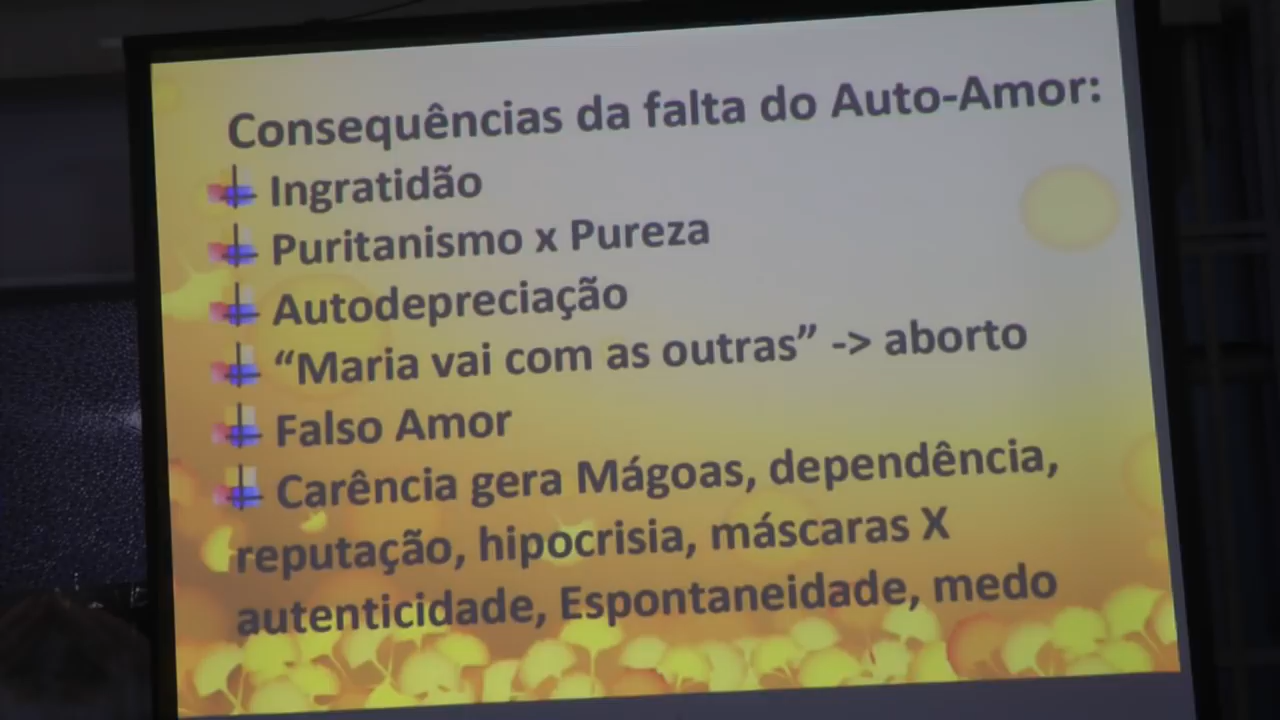 Consequências da falta do Auto-Amor:
Ingratidão
Puritanismo x Pureza
Autodepreciação
“Maria vai com as outras” -> aborto
Falso Amor
Carência gera Mágoas, dependência,
reputação, hipocrisia, máscaras X
autenticidade, Espontaneidade, medo